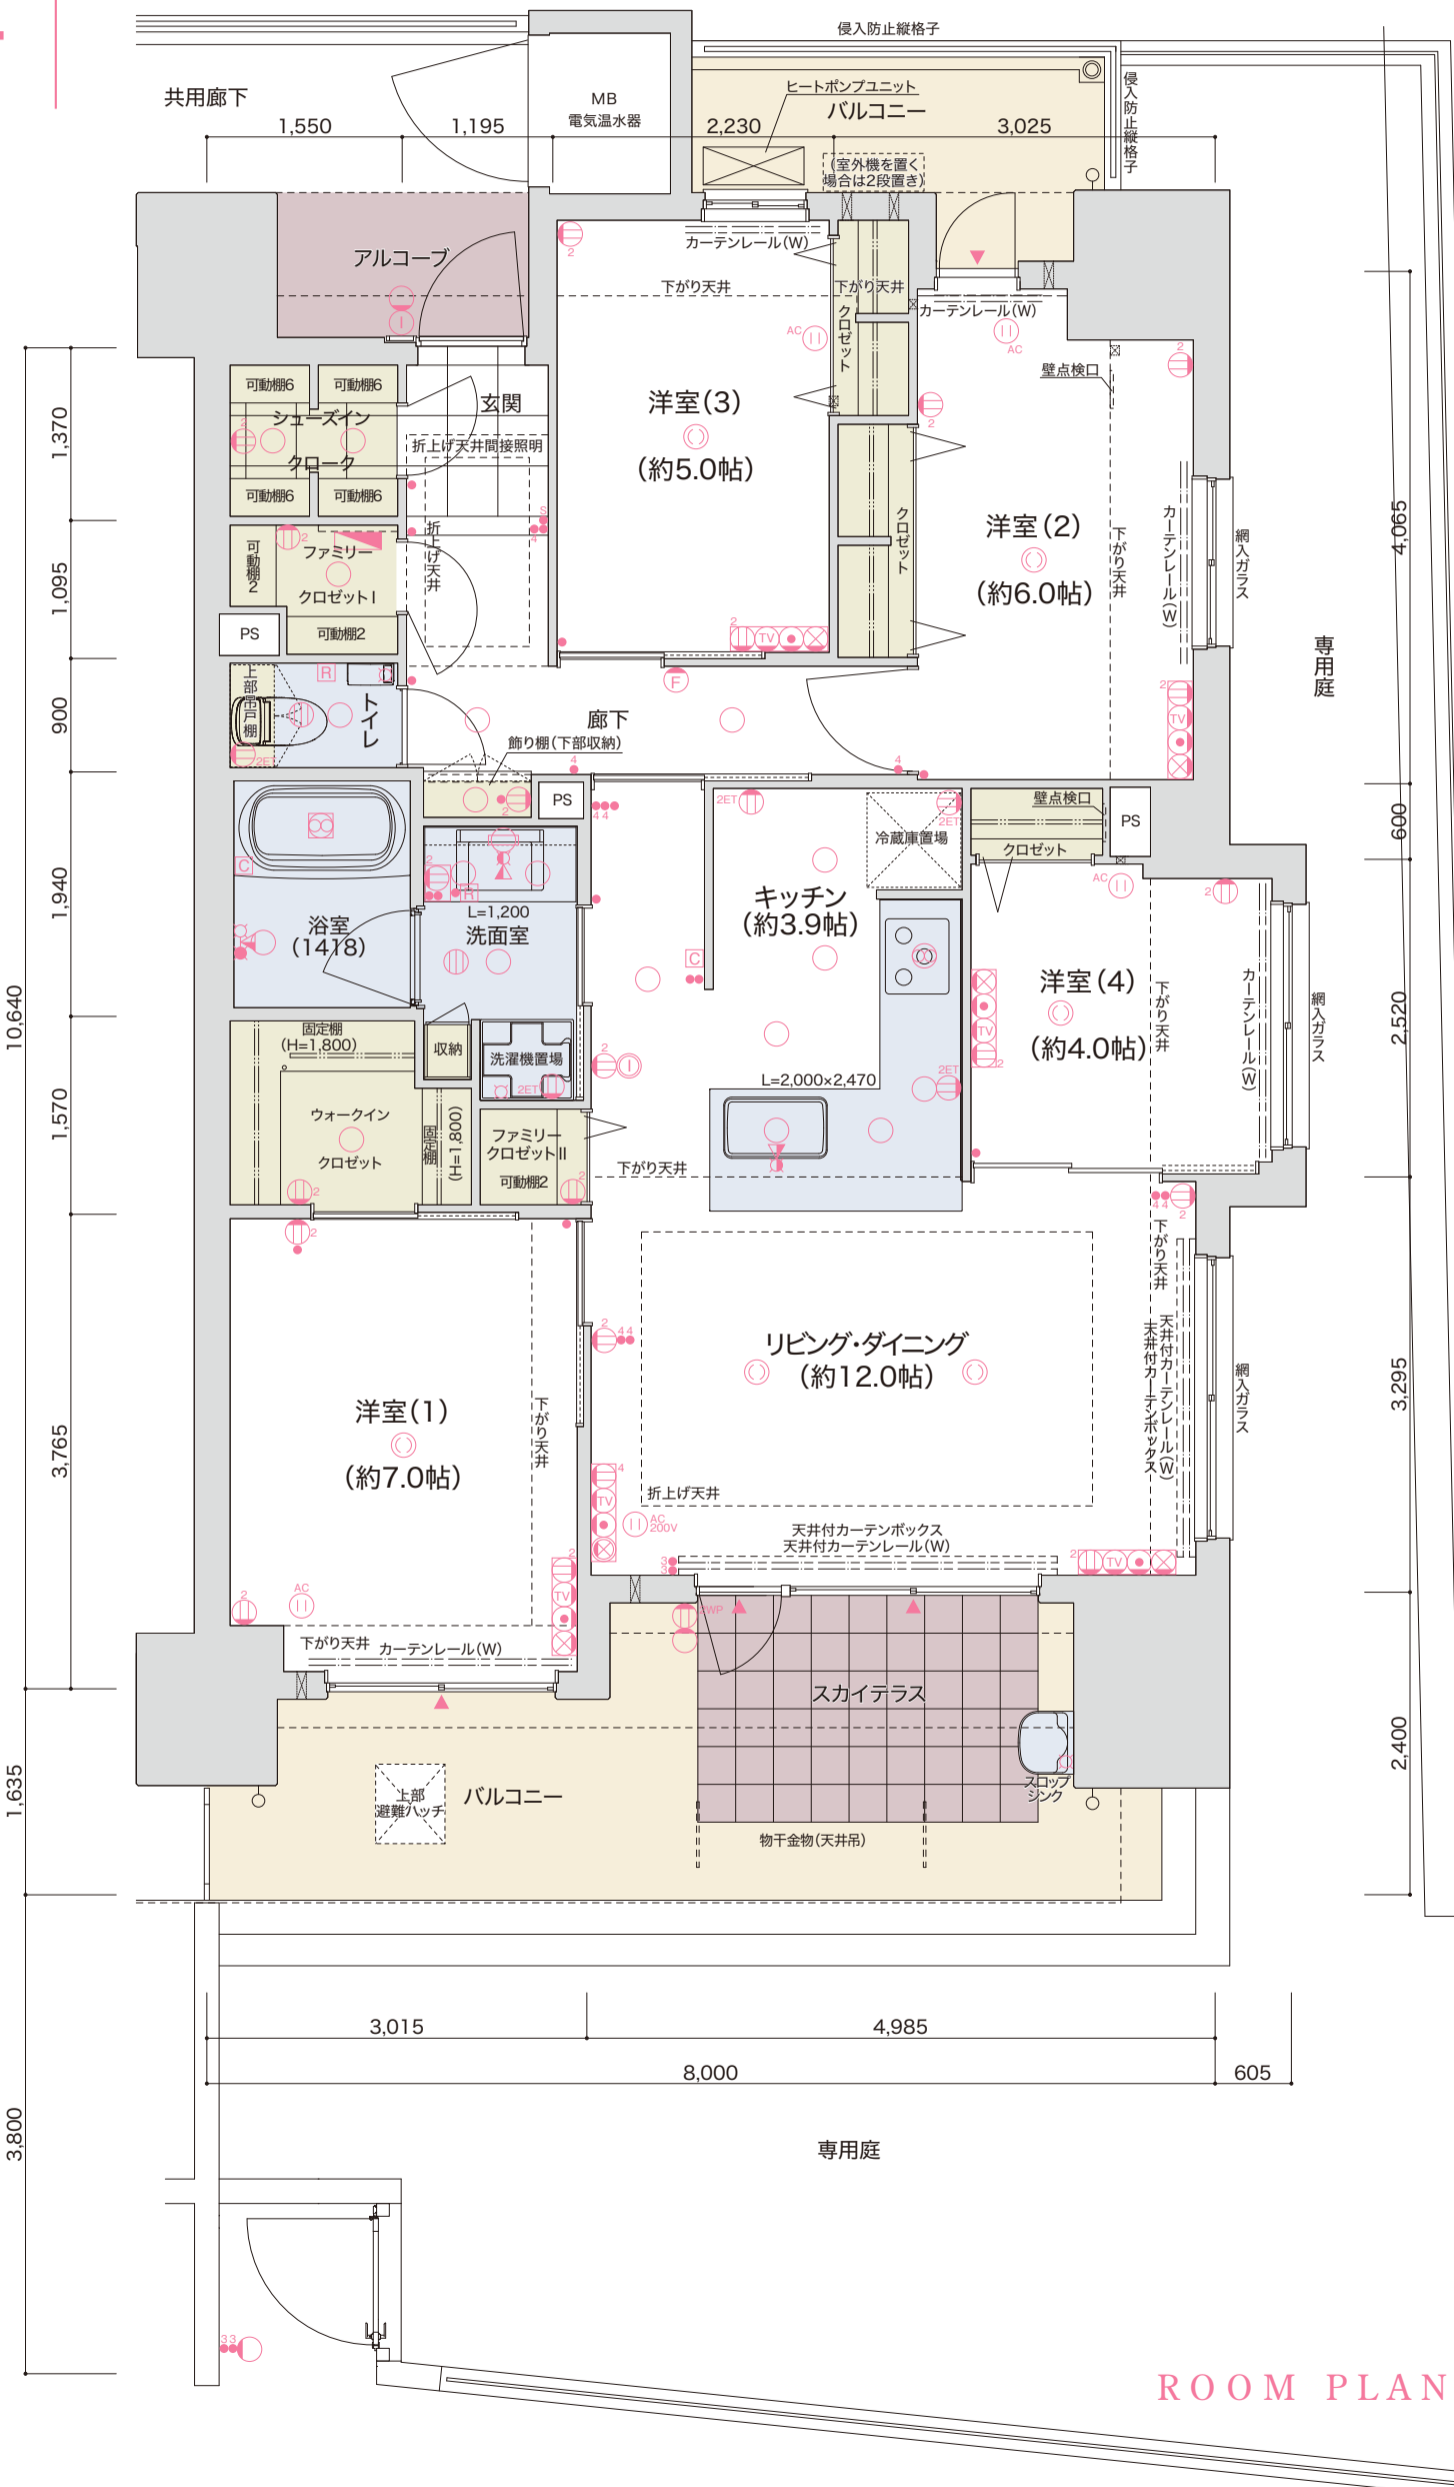 侵入防止縦格子
共用廊下
MB
電気温水器
ヒートポンプユニット
バルコニー
侵入防止縦格子
1,550
1,195
2,230
3,025
(室外機を置く
場合は2段置き)
アルコーブ
カーテンレール(W)
下がり天井
下がり天井
カーテンレール(W)
AC
AC
クロゼット
壁点検口
可動棚6
可動棚6
シューズイン
クローク
可動棚6
可動棚6
玄関
折上げ天井間接照明
折上げ天井
洋室(3)
(約5.0帖)
クロゼット
洋室(2)
(約6.0帖)
下がり天井
カーテンレール(W)
網入ガラス
専用庭
1,370
1,095
900
1,940
10,640
1,570
3,765
1,635
3,800
4,065
600
2,520
3,295
2,400
可動棚2
ファミリー
クロゼットI
可動棚2
PS
上部吊戸棚
R
トイレ
2ET
TV
F
TV
廊下
飾り棚(下部収納)
PS
2ET
2ET
冷蔵庫置場
壁点検口
PS
クロゼット
AC
キッチン
(約3.9帖)
C
浴室
(1418)
R
L=1,200
洗面室
C
洋室(4)
(約4.0帖)
下がり天井
カーテンレール(W)
網入ガラス
TV
固定棚
(H=1,800)
収納
洗濯機置場
2ET
L=2,000×2,470
2ET
ウォークイン
クロゼット
固定棚
(H=1,800)
ファミリー
クロゼットII
可動棚2
下がり天井
下がり天井
リビング・ダイニング
(約12.0帖)
天井付カーテンレール(W)
天井付カーテンボックス
網入ガラス
洋室(1)
(約7.0帖)
下がり天井
折上げ天井
TV
AC
200V
天井付カーテンボックス
天井付カーテンレール(W)
TV
AC
TV
下がり天井
カーテンレール(W)
2WP
スカイテラス
上部
避難ハッチ
バルコニー
スロップ
シンク
物干金物(天井吊)
3,015
4,985
8,000
605
専用庭
33
ROOM PLAN